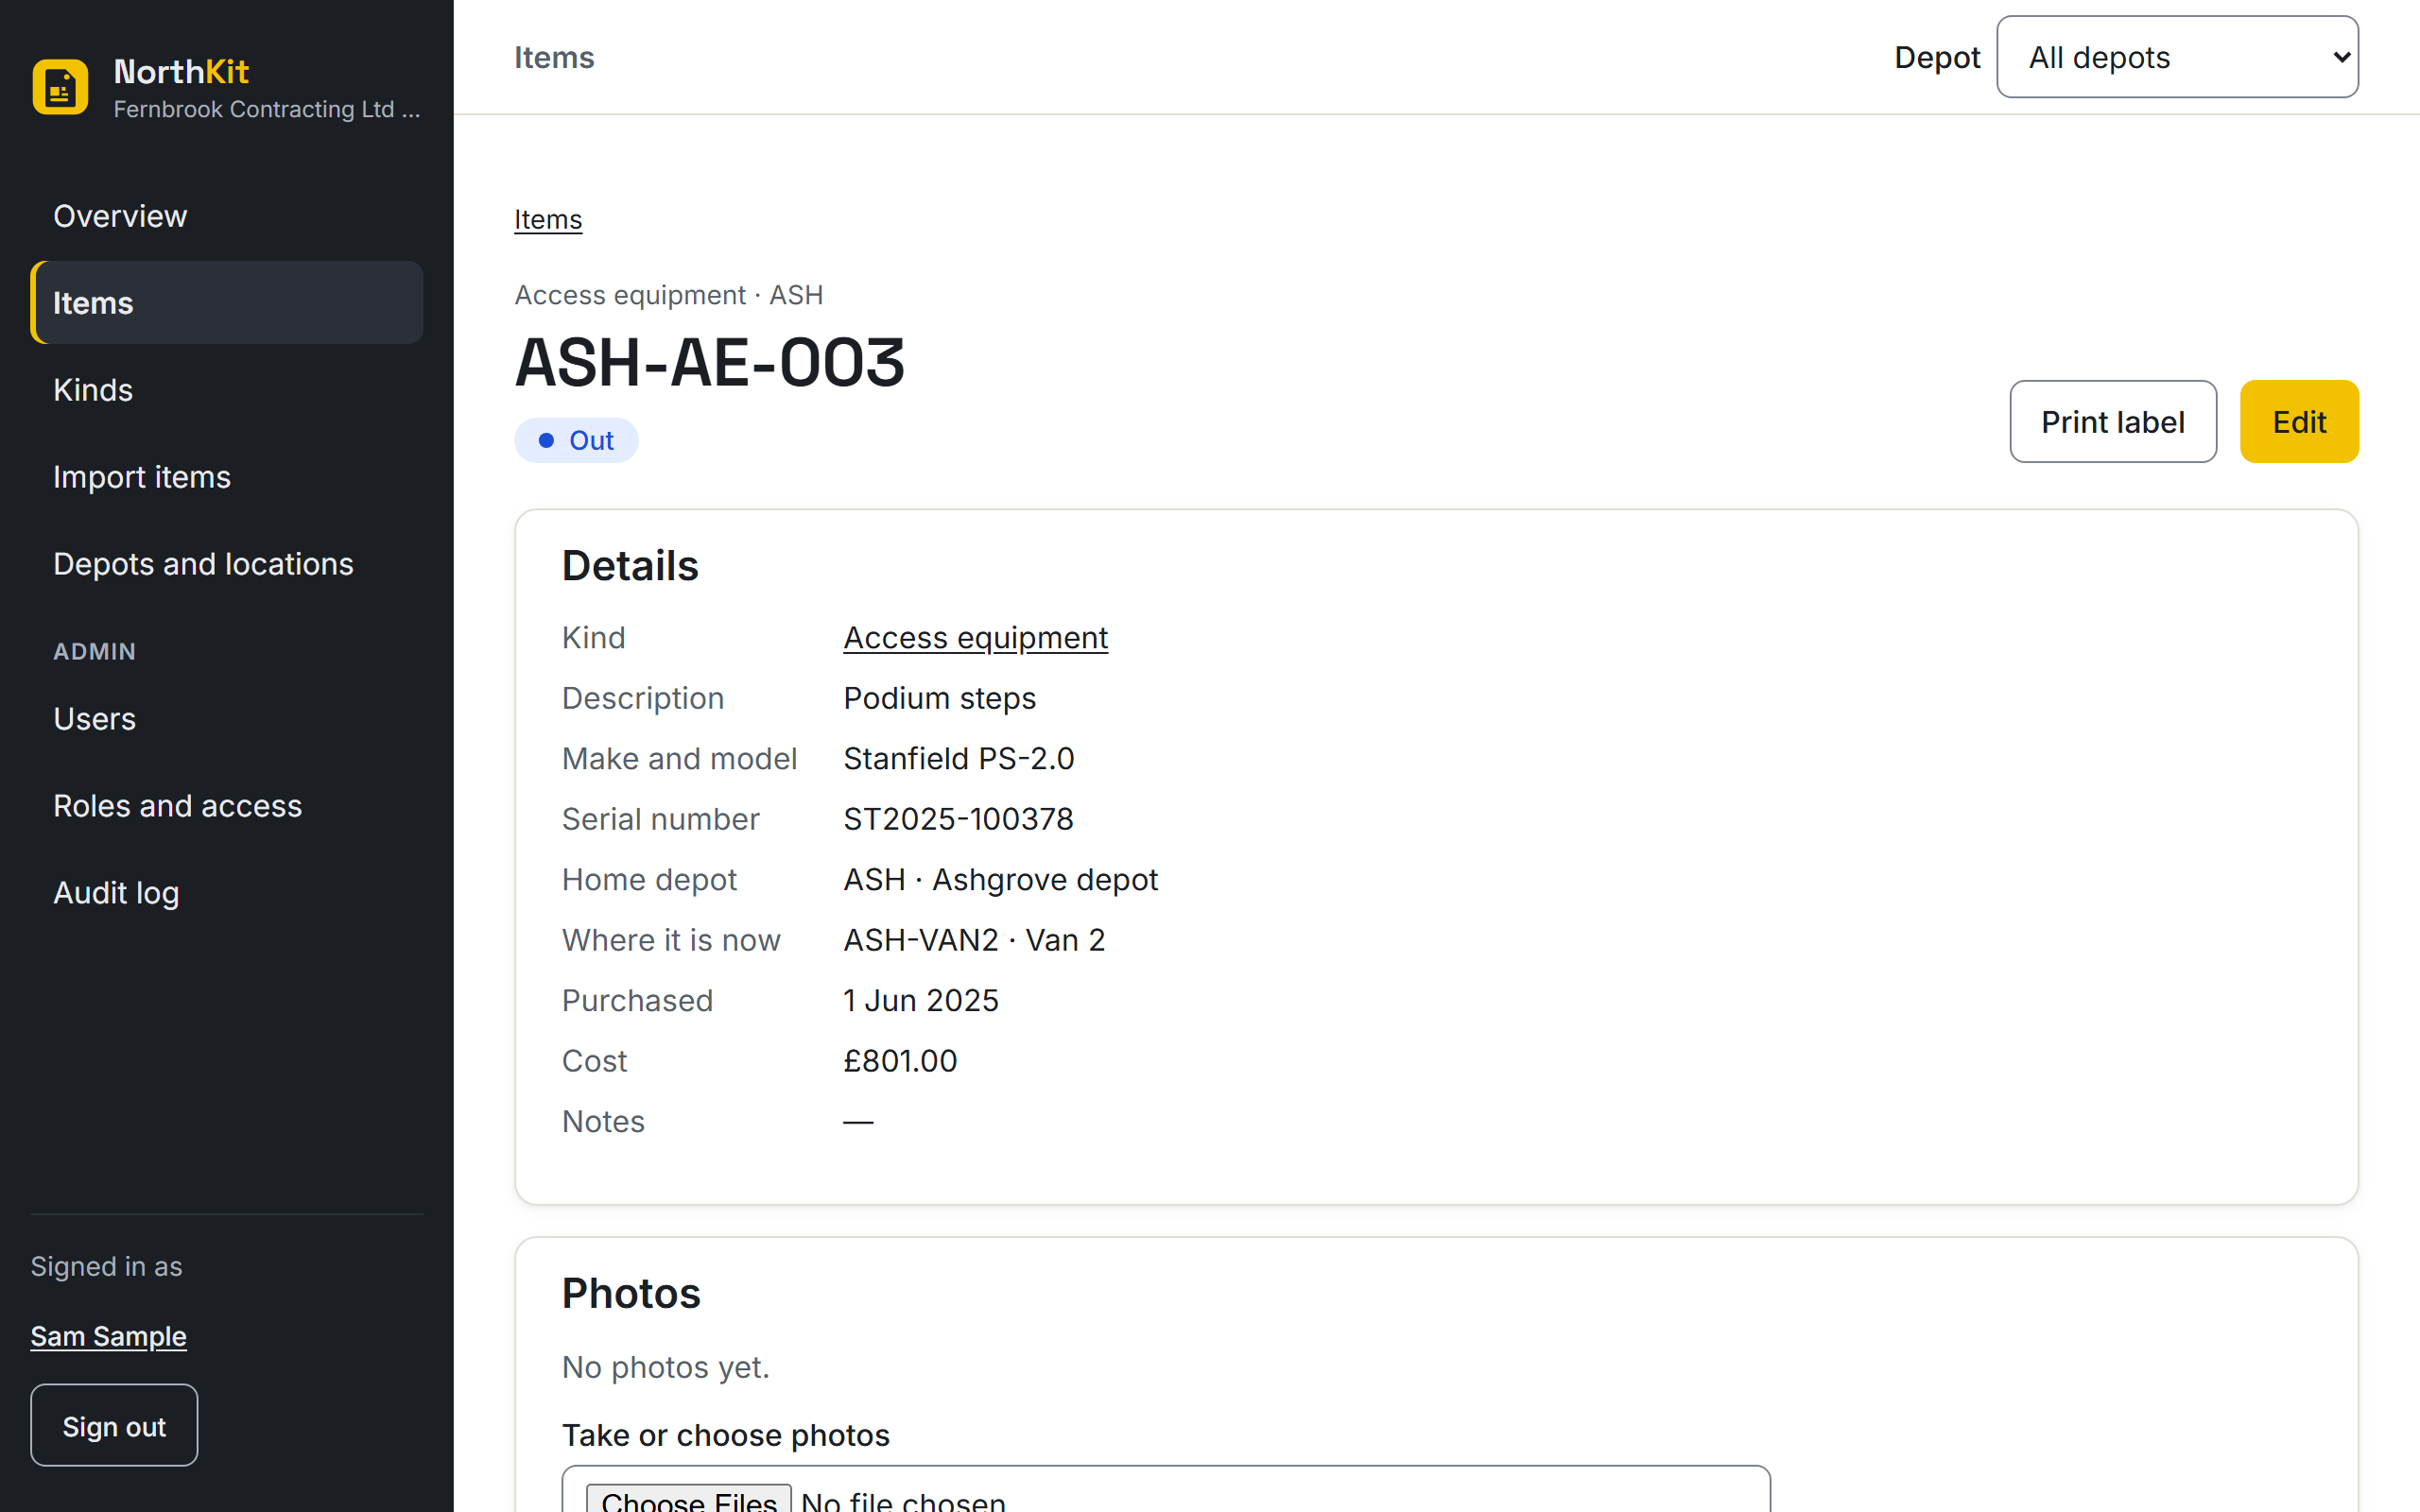 NorthKit
Fernbrook Contracting Ltd ...
Overview
Items
Kinds
Import items
Depots and locations
ADMIN
Users
Roles and access
Audit log
Signed in as
Sam Sample
Sign out
Items
Depot
All depots
Items
Access equipment · ASH
ASH-AE-003
Out
Print label
Edit
Details
Kind Access equipment
Description Podium steps
Make and model Stanfield PS-2.0
Serial number ST2025-100378
Home depot ASH · Ashgrove depot
Where it is now ASH-VAN2 · Van 2
Purchased 1 Jun 2025
Cost £801.00
Notes —
Photos
No photos yet.
Take or choose photos
Choose Files No file chosen